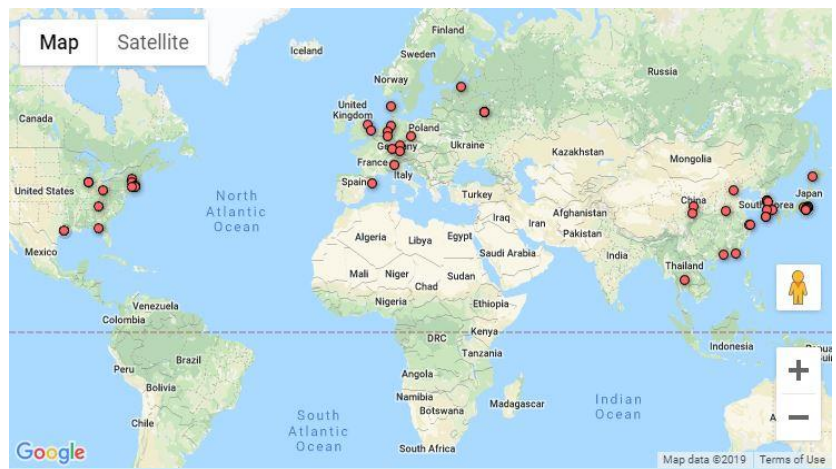 Map Satellite
Iceland
Finland
Sweden
Russia
Norway
Canada
United
Kingdom
Poland
Germany
Ukraine
Kazakhstan
Mongolia
France
Italy
Spain
United States
North
Atlantic
Ocean
Turkey
China
South Korea
Japan
Iraq
Iran
Afghanistan
Pakistan
Algeria
Libya
Egypt
Saudi Arabia
India
Mexico
Mali
Niger
Chad
Sudan
Thailand
Nigeria
Ethiopia
Venezuela
Colombia
Kenya
DRC
Tanzania
Indonesia
Peru
Brazil
Bolivia
Angola
Namibia
Botswana
Madagascar
Indian
Ocean
Chile
South
Atlantic
Ocean
South Africa
Google
Map data ©2019 Terms of Use